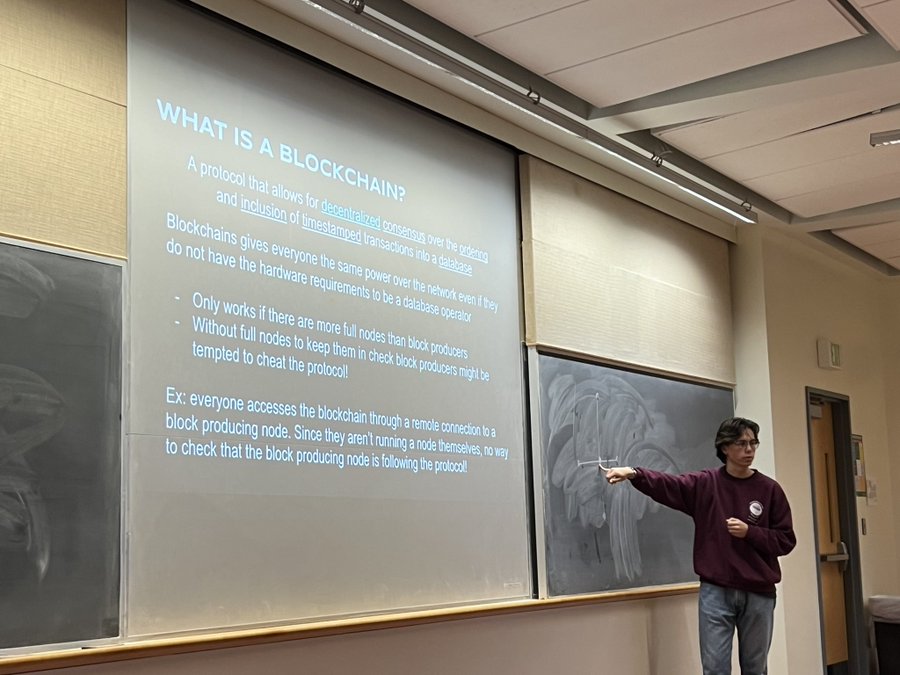 WHAT IS A BLOCKCHAIN?
A protocol that allows for decentralized consensus over the ordering
and inclusion of timestamped transactions into a database
Blockchains gives everyone the same power over the network even if they
do not have the hardware requirements to be a database operator
- Only works if there are more full nodes than block producers
- Without full nodes to keep them in check block producers might be
tempted to cheat the protocol!
Ex: everyone accesses the blockchain through a remote connection to a
block producing node. Since they aren't running a node themselves, no way
to check that the block producing node is following the protocol!